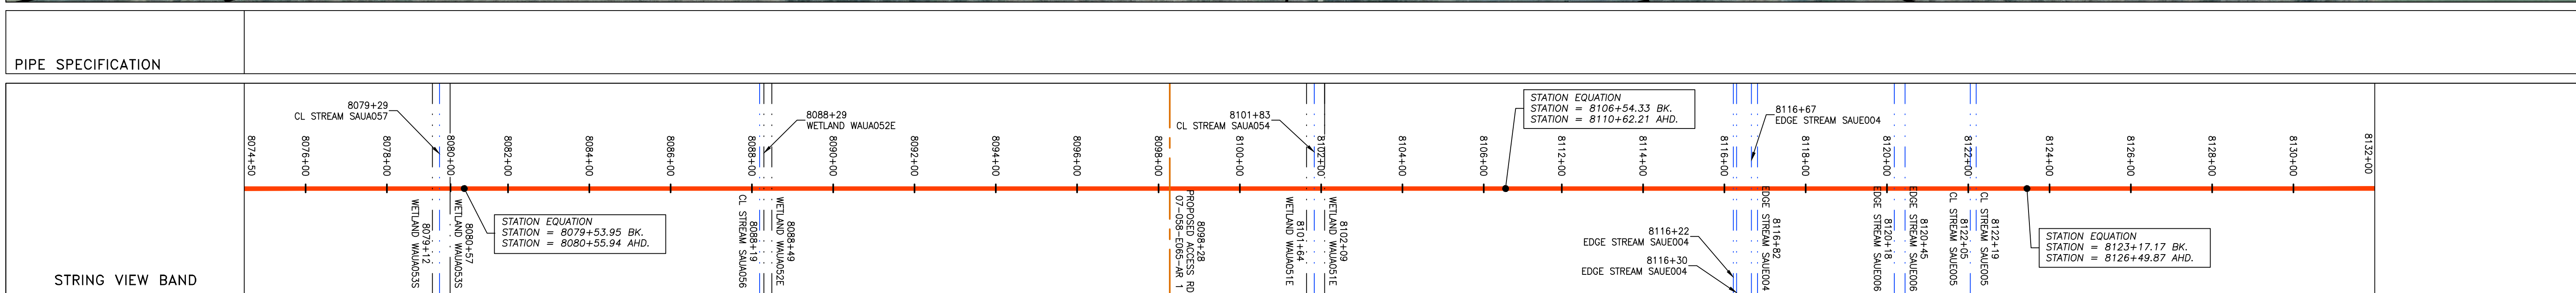 PIPE SPECIFICATION
STRING VIEW BAND
8079+29
CL STREAM SAUA057
8088+29
WETLAND WAUA052E
8101+83
CL STREAM SAUA054
STATION EQUATION
STATION = 8106+54.33 BK.
STATION = 8110+62.21 AHD.
8116+67
EDGE STREAM SAUE004
8074+50
8076+00
8078+00
8080+00
8082+00
8084+00
8086+00
8088+00
8090+00
8092+00
8094+00
8096+00
8098+00
8100+00
8102+00
8104+00
8106+00
8112+00
8114+00
8116+00
8118+00
8120+00
8122+00
8124+00
8126+00
8128+00
8130+00
8132+00
8079+12
WETLAND WAUA053S
8080+57
WETLAND WAUA053S
STATION EQUATION
STATION = 8079+53.95 BK.
STATION = 8080+55.94 AHD.
8088+19
CL STREAM SAUA056
8088+49
WETLAND WAUA052E
8098+28
PROPOSED ACCESS RD
07-0558-E065-AR 1
8101+64
WETLAND WAUA051E
8102+09
WETLAND WAUA051E
8116+22
EDGE STREAM SAUE004
8116+30
EDGE STREAM SAUE004
8116+82
EDGE STREAM SAUE004
8120+18
EDGE STREAM SAUE006
8120+45
EDGE STREAM SAUE006
8122+05
CL STREAM SAUE005
8122+19
CL STREAM SAUE005
STATION EQUATION
STATION = 8123+17.17 BK.
STATION = 8126+49.87 AHD.